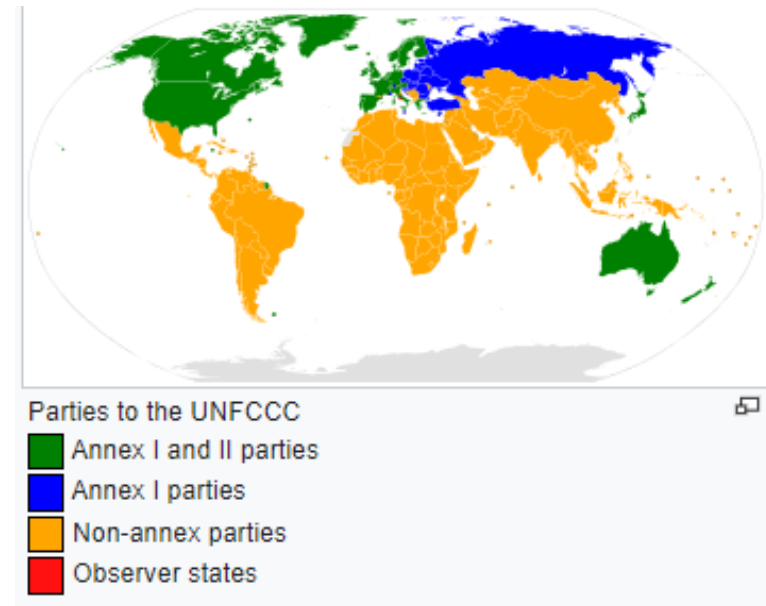 Parties to the UNFCCC
Annex I and II parties
Annex I parties
Non-annex parties
Observer states